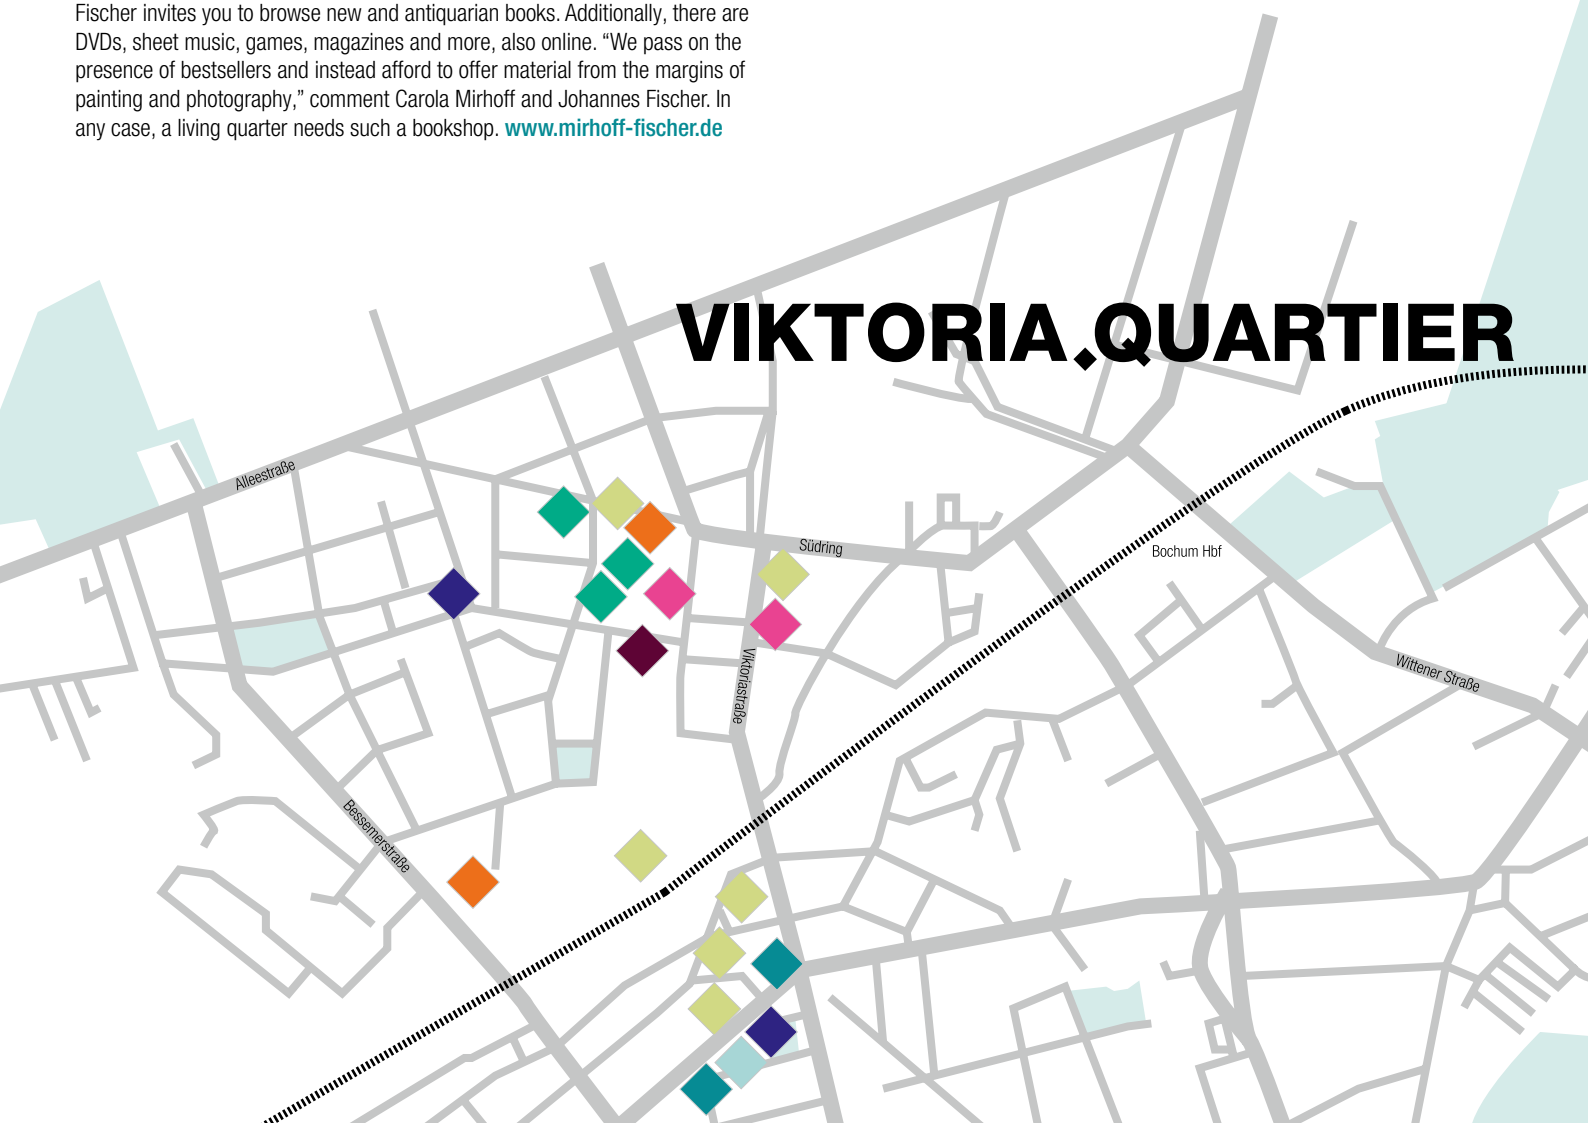 Fischer invites you to browse new and antiquarian books. Additionally, there are
DVDs, sheet music, games, magazines and more, also online. “We pass on the
presence of bestsellers and instead afford to offer material from the margins of
painting and photography,” comment Carola Mirhoff and Johannes Fischer. In
any case, a living quarter needs such a bookshop. www.mirhoff-fischer.de
VIKTORIA.QUARTIER
Alleestraße
Südring
Bochum Hbf
Viktoriastraße
Wittener Straße
Bessemerstraße